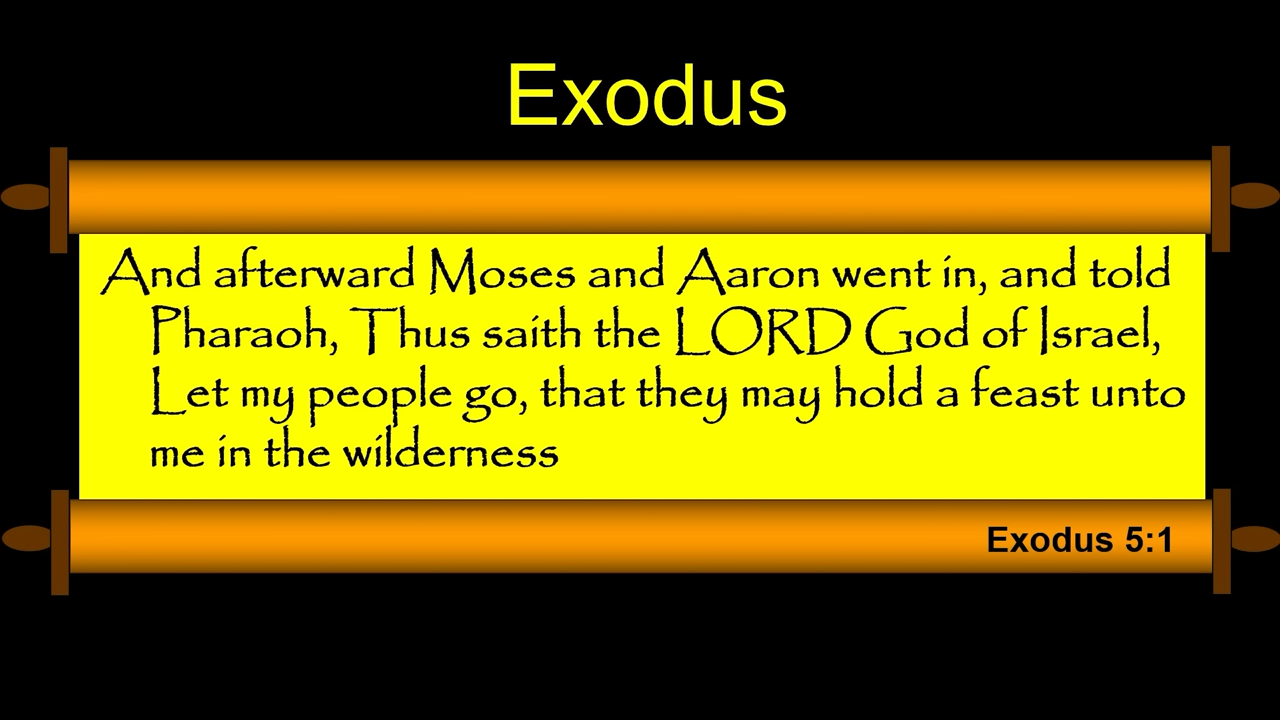 Exodus
And afterward Moses and Aaron went in, and told
Pharaoh, Thus saith the LORD God of Israel,
Let my people go, that they may hold a feast unto
me in the wilderness
Exodus 5:1